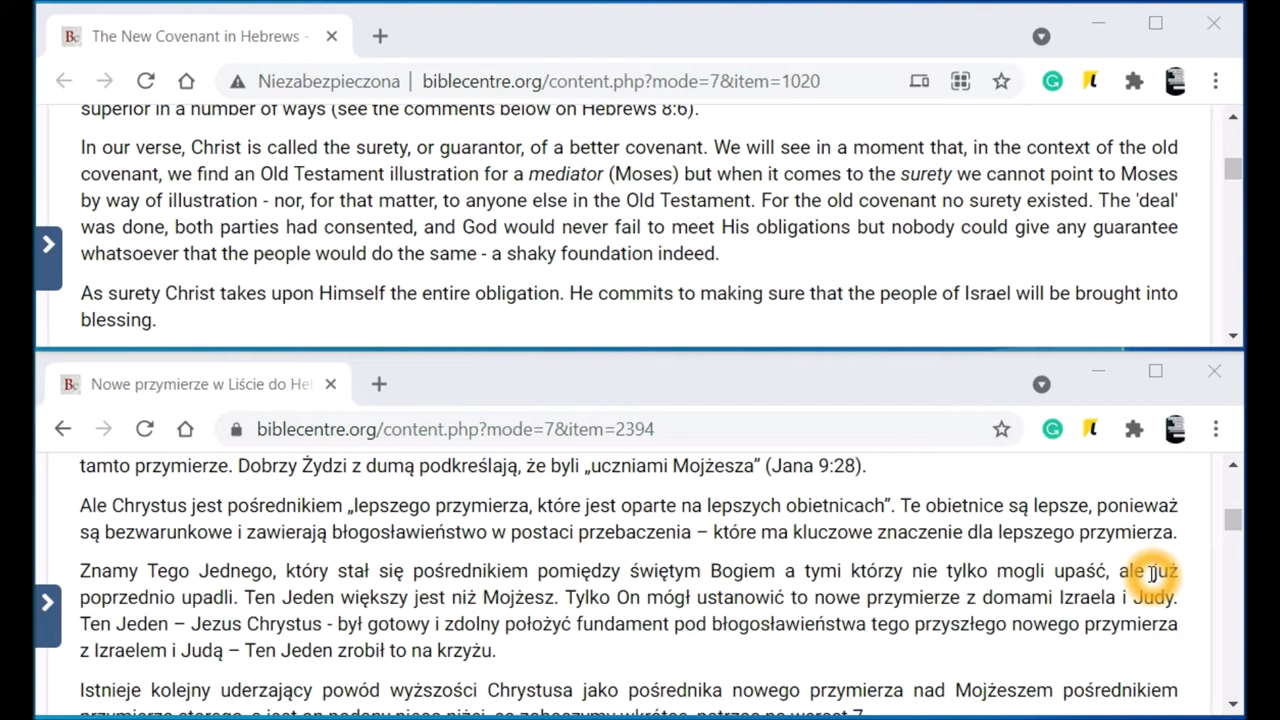 The New Covenant in Hebrews -
Niezabezpieczona | biblecentre.org/content.php?mode=7&item=1020
superior in a number of ways (see the comments below on Hebrews 8:6).
In our verse, Christ is called the surety, or guarantor, of a better covenant. We will see in a moment that, in the context of the old
covenant, we find an Old Testament illustration for a mediator (Moses) but when it comes to the surety we cannot point to Moses
by way of illustration - nor, for that matter, to anyone else in the Old Testament. For the old covenant no surety existed. The 'deal'
was done, both parties had consented, and God would never fail to meet His obligations but nobody could give any guarantee
whatsoever that the people would do the same - a shaky foundation indeed.
As surety Christ takes upon Himself the entire obligation. He commits to making sure that the people of Israel will be brought into
blessing.
Nowe przymierze w Liście do He
biblecentre.org/content.php?mode=7&item=2394
tamto przymierze. Dobrzy Żydzi z dumą podkreślają, że byli „uczniami Mojżesza” (Jana 9:28).
Ale Chrystus jest pośrednikiem „lepszego przymierza, które jest oparte na lepszych obietnicach”. Te obietnice są lepsze, ponieważ
są bezwarunkowe i zawierają błogosławieństwo w postaci przebaczenia – które ma kluczowe znaczenie dla lepszego przymierza.
Znamy Tego Jednego, który stał się pośrednikiem pomiędzy świętym Bogiem a tymi którzy nie tylko mogli upaść, ale już
poprzednio upadli. Ten Jeden większy jest niż Mojżesz. Tylko On mógł ustanowić to nowe przymierze z domami Izraela i Judy.
Ten Jeden – Jezus Chrystus - był gotowy i zdolny położyć fundament pod błogosławieństwa tego przyszłego nowego przymierza
z Izraelem i Judą – Ten Jeden zrobił to na krzyżu.
Istnieje kolejny uderzający powód wyższości Chrystusa jako pośrednika nowego przymierza nad Mojżeszem pośrednikiem